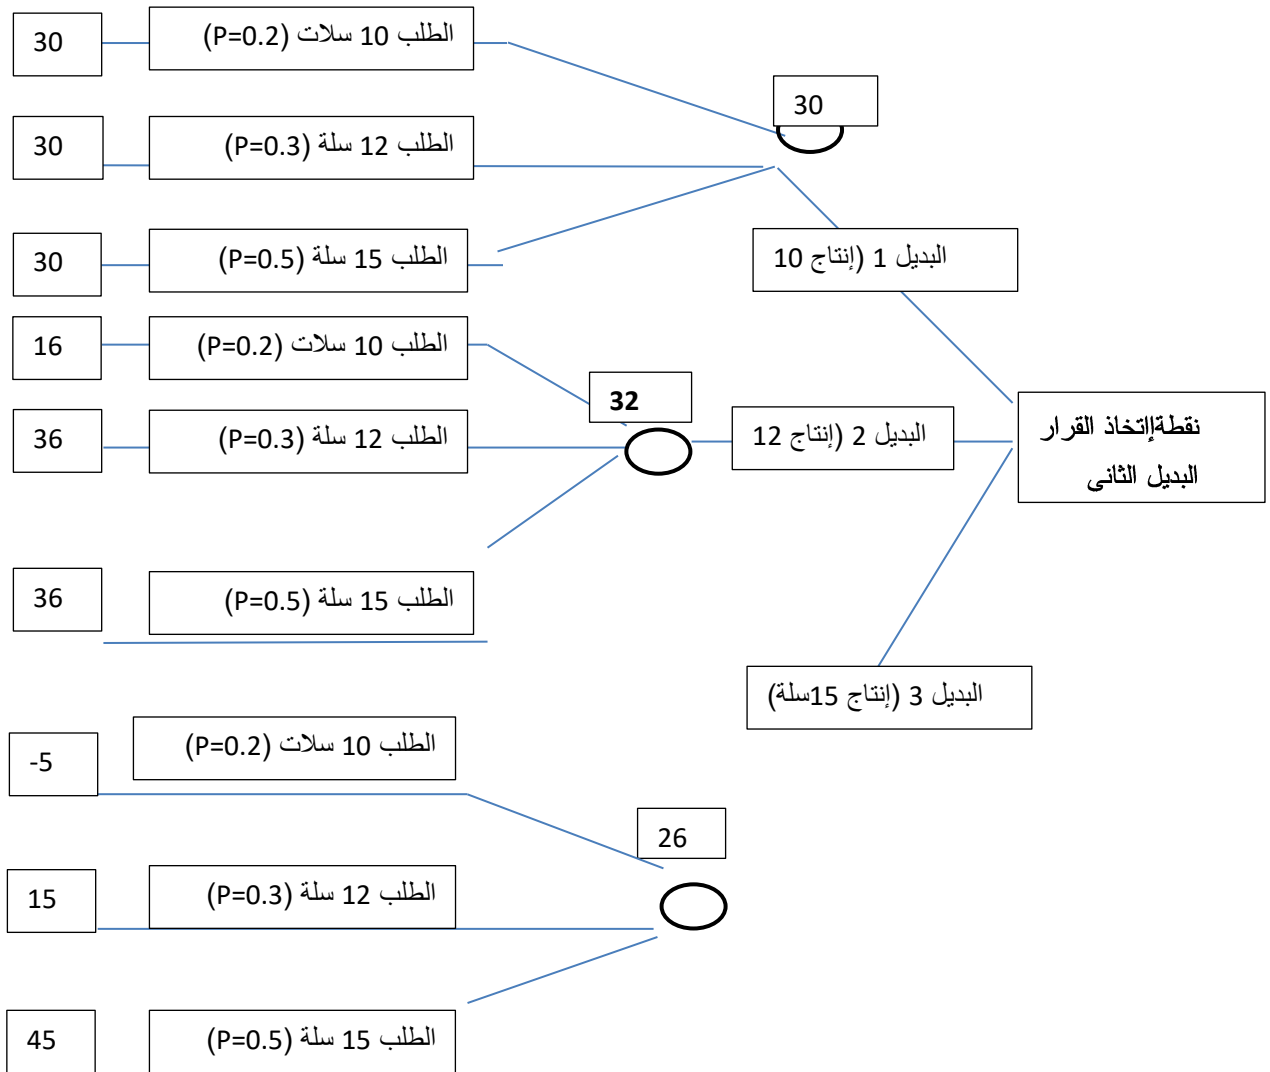 30
الطلب 10 سلات (P=0.2)
30
30
الطلب 12 سلة (P=0.3)
30
الطلب 15 سلة (P=0.5)
البديل 1 (إنتاج 10
16
الطلب 10 سلات (P=0.2)
32
36
الطلب 12 سلة (P=0.3)
البديل 2 (إنتاج 12
نقطةإتخاذ القرار
البديل الثانى
36
الطلب 15 سلة (P=0.5)
البديل 3 (إنتاج 15سلة)
-5
الطلب 10 سلات (P=0.2)
26
15
الطلب 12 سلة (P=0.3)
45
الطلب 15 سلة (P=0.5)